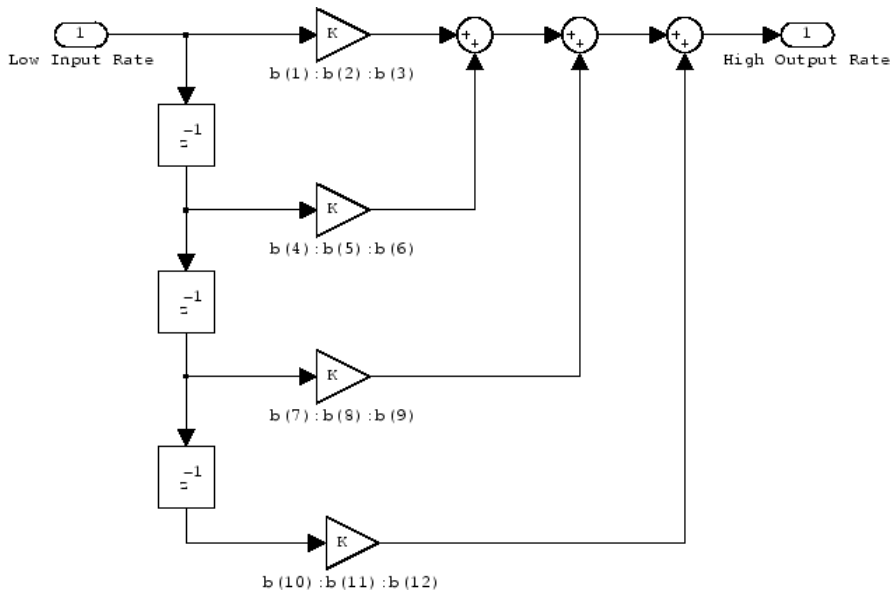 1
K
+
+
+
+
+
+
1
Low Input Rate
High Output Rate
b(1):b(2):b(3)
z-1
K
b(4):b(5):b(6)
z-1
K
b(7):b(8):b(9)
z-1
K
b(10):b(11):b(12)